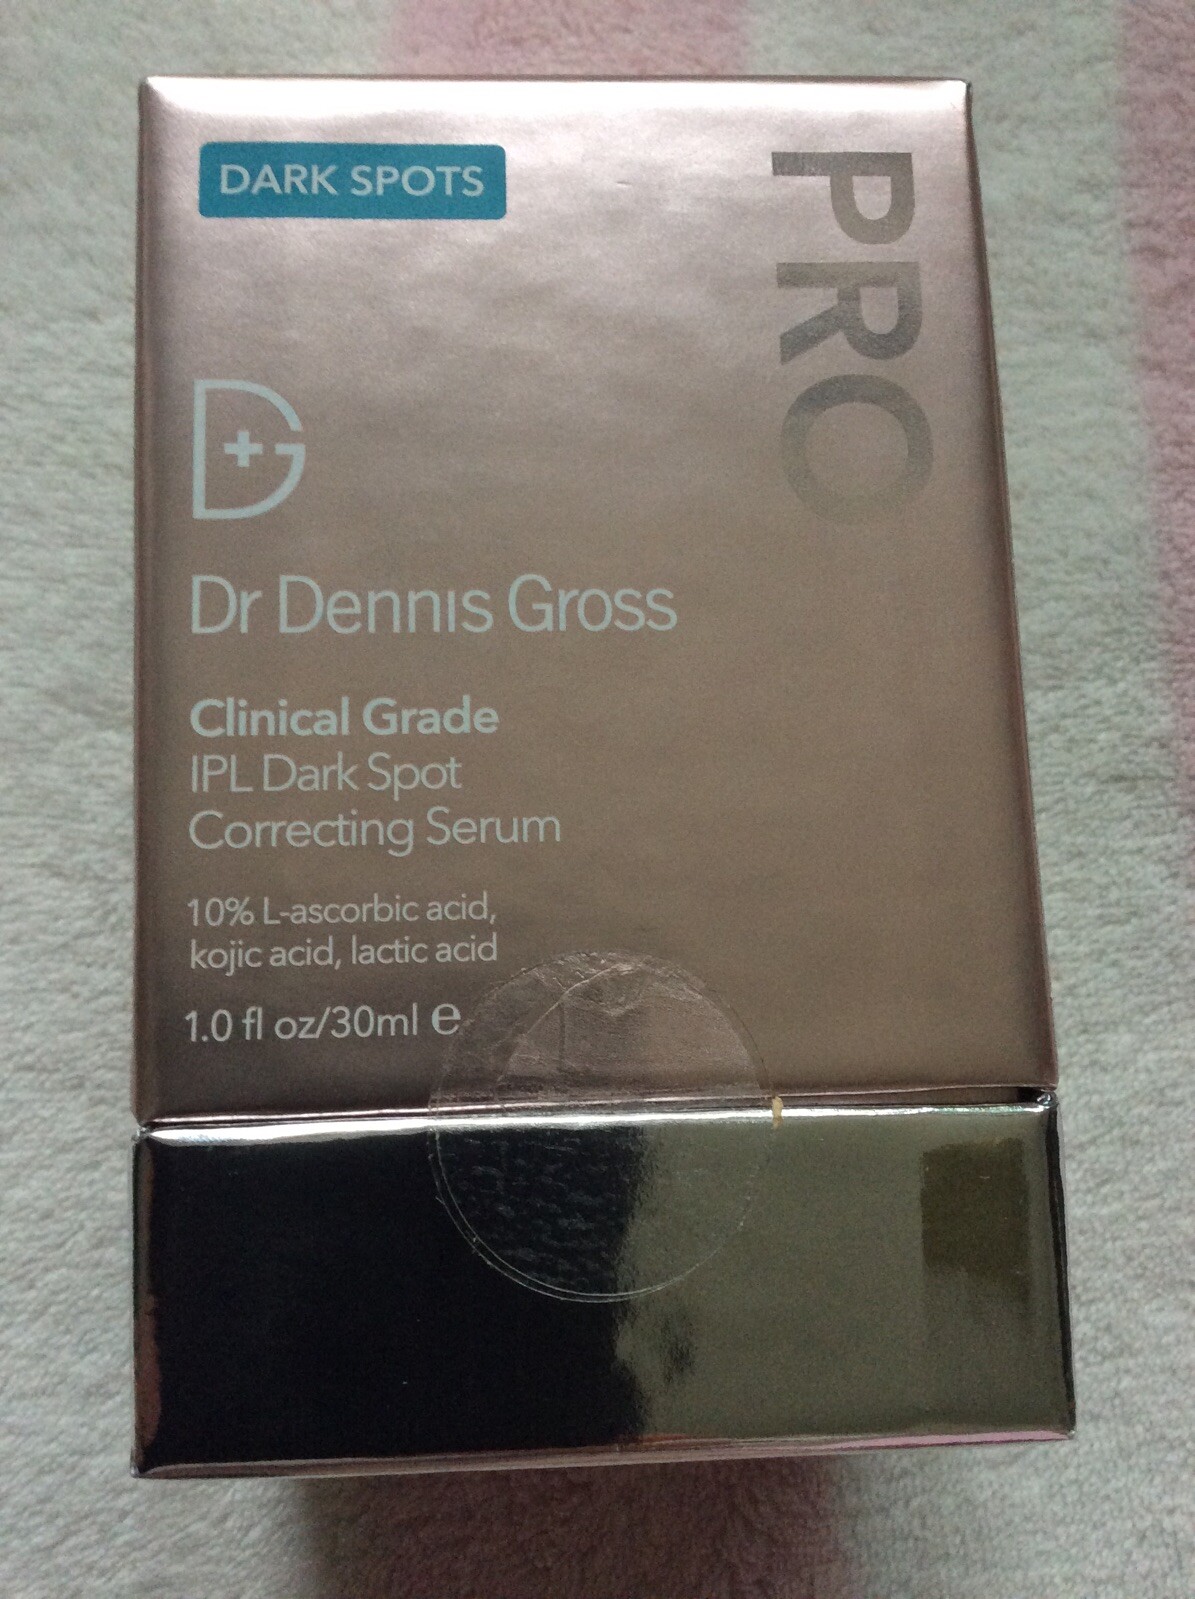 DARK SPOTS
PRO
DG
Dr Dennis Gross
Clinical Grade
IPL Dark Spot
Correcting Serum
10% L-ascorbic acid,
kojic acid, lactic acid
1.0 fl oz/30ml ℮